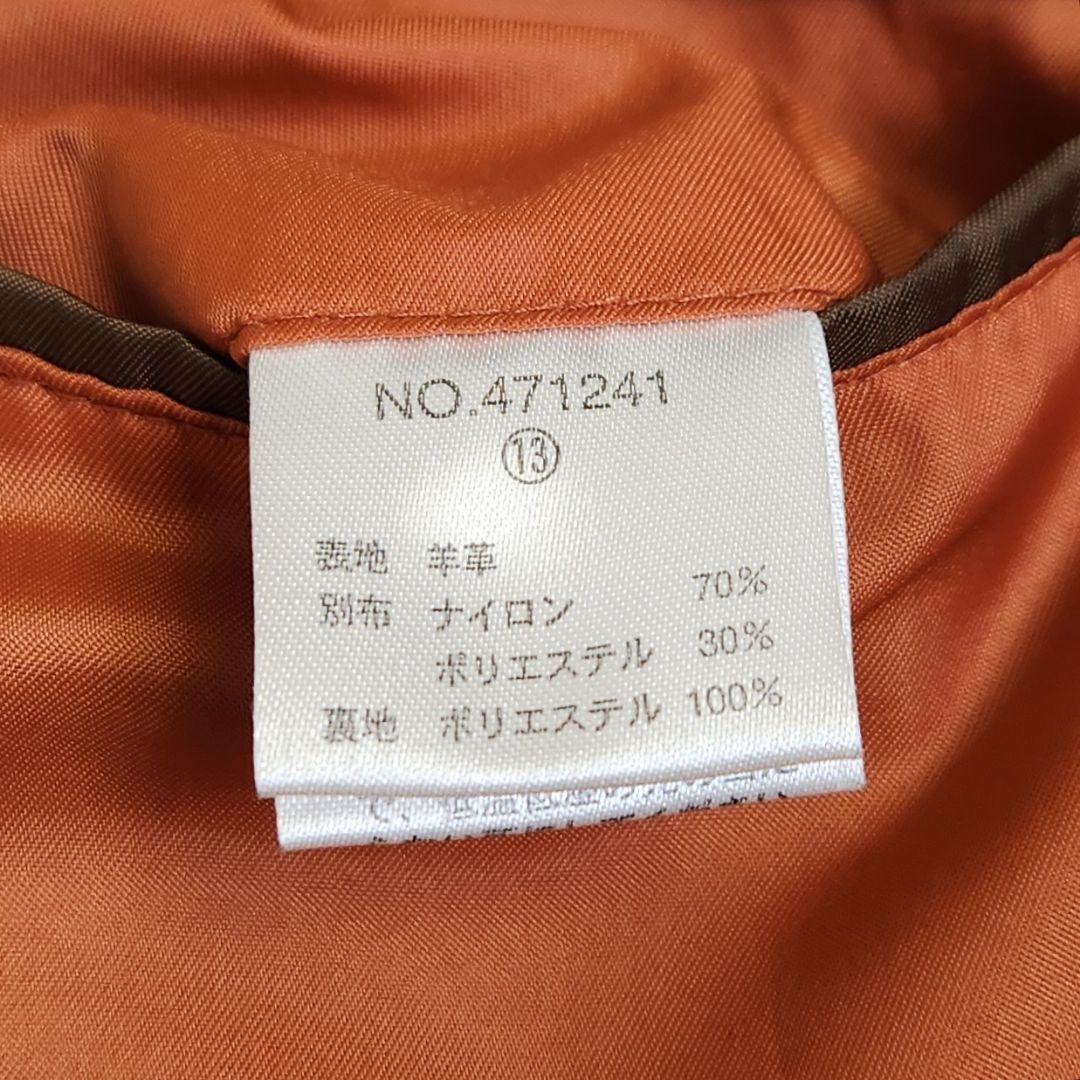 NO.471241
⑬
表地 羊革
別布 ナイロン 70%
ポリエステル 30%
裏地 ポリエステル 100%